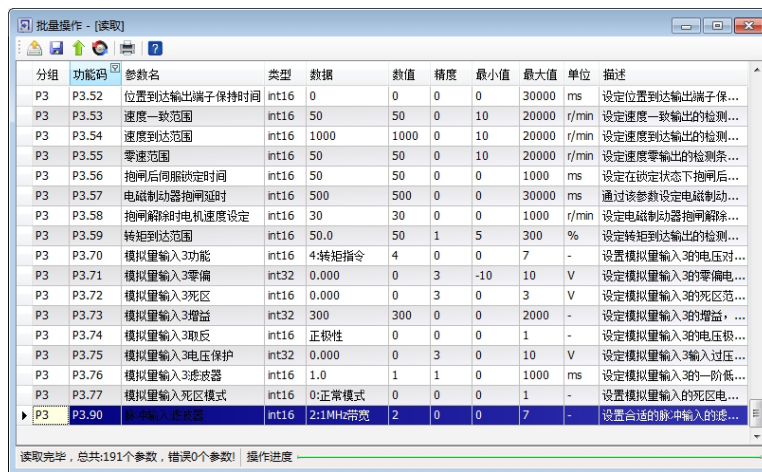 批量操作 - [读取]
分组 功能码 参数名 类型 数据 数值 精度 最小值 最大值 单位 描述
P3 P3.52 位置到达输出端子保持时间 int16 0 0 0 0 30000 ms 设定位置到达输出端子保...
P3 P3.53 速度一致范围 int16 50 50 0 10 20000 r/min 设定速度一致输出的检测...
P3 P3.54 速度到达范围 int16 1000 1000 0 10 20000 r/min 设定速度到达输出的检测...
P3 P3.55 零速范围 int16 50 50 0 10 20000 r/min 设定速度零输出的检测条...
P3 P3.56 抱闸后伺服锁定时间 int16 50 50 0 0 1000 ms 设定在锁定状态下抱闸后...
P3 P3.57 电磁制动器抱闸延时 int16 500 500 0 0 30000 ms 通过该参数设定电磁制动...
P3 P3.58 抱闸解除时电机速度设定 int16 30 30 0 0 1000 r/min 设定电磁制动器抱闸解除...
P3 P3.59 转矩到达范围 int16 50.0 50 1 5 300 % 设定转矩到达输出的检测...
P3 P3.70 模拟量输入3功能 int16 4:转矩指令 4 0 0 7 - 设置模拟量输入3的电压对...
P3 P3.71 模拟量输入3零偏 int32 0.000 0 3 -10 10 V 设定模拟量输入3的零偏电...
P3 P3.72 模拟量输入3死区 int16 0.000 0 3 0 3 V 设定模拟量输入3的死区范...
P3 P3.73 模拟量输入3增益 int32 300 300 0 0 2000 - 设定模拟量输入3的增益，...
P3 P3.74 模拟量输入3取反 int16 正极性 0 0 0 1 - 设定模拟量输入3的电压极...
P3 P3.75 模拟量输入3电压保护 int32 0.000 0 3 0 10 V 设定模拟量输入3输入过压...
P3 P3.76 模拟量输入3滤波器 int16 1.0 1 1 0 1000 ms 设定模拟量输入3的一阶低...
P3 P3.77 模拟量输入死区模式 int16 0:正常模式 0 0 0 1 - 设置模拟量输入的死区电...
P3 P3.90 脉冲输入滤波器 int16 2:1MHz带宽 2 0 0 7 - 设置合适的脉冲输入的滤...
读取完毕，总共:191个参数，错误0个参数! 操作进度